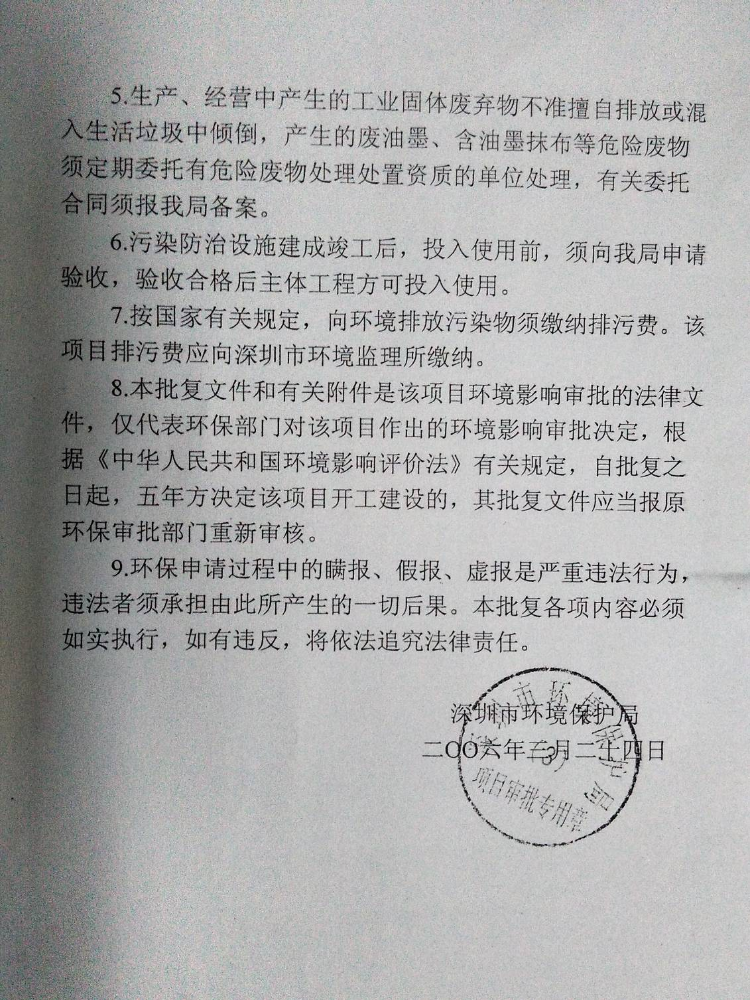 5.生产、经营中产生的工业固体废弃物不准擅自排放或混
入生活垃圾中倾倒，产生的废油墨、含油墨抹布等危险废物
须定期委托有危险废物处理处置资质的单位处理，有关委托
合同须报我局备案。
6.污染防治设施建成竣工后，投入使用前，须向我局申请
验收，验收合格后主体工程方可投入使用。
7.按国家有关规定，向环境排放污染物须缴纳排污费。该
项目排污费应向深圳市环境监理所缴纳。
8.本批复文件和有关附件是该项目环境影响审批的法律文
件，仅代表环保部门对该项目作出的环境影响审批决定，根
据《中华人民共和国环境影响评价法》有关规定，自批复之
日起，五年方决定该项目开工建设的，其批复文件应当报原
环保审批部门重新审核。
9.环保申请过程中的瞒报、假报、虚报是严重违法行为，
违法者须承担由此所产生的一切后果。本批复各项内容必须
如实执行，如有违反，将依法追究法律责任。
深圳市环境保护局
二〇〇六年三月二十四日
深圳市环境保护局
(3)
项目审批专用章